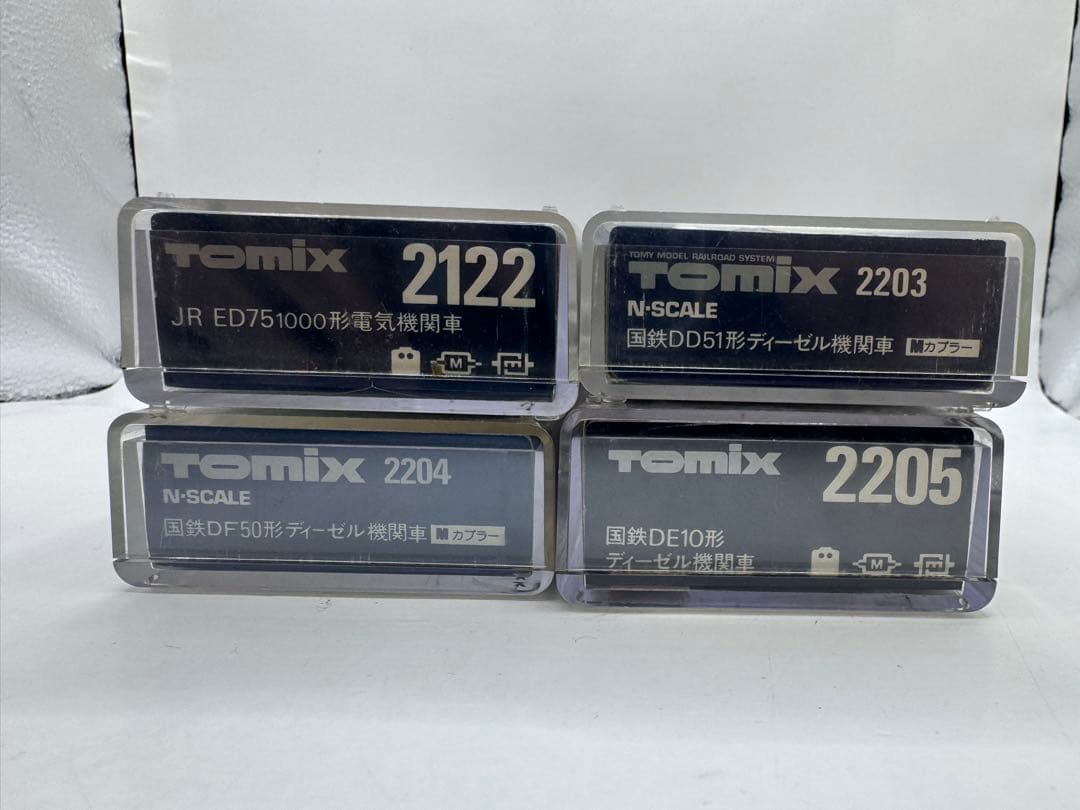 TOMIX 2122
JR ED751000形電気機関車
M
TOMY MODEL RAILROAD SYSTEM
TOMIX 2203
N-SCALE
国鉄DD51形ディーゼル機関車 Mカプラー
TOMIX 2204
N-SCALE
国鉄DF50形ディーゼル機関車 Mカプラー
TOMIX 2205
国鉄DE10形
ディーゼル機関車
M